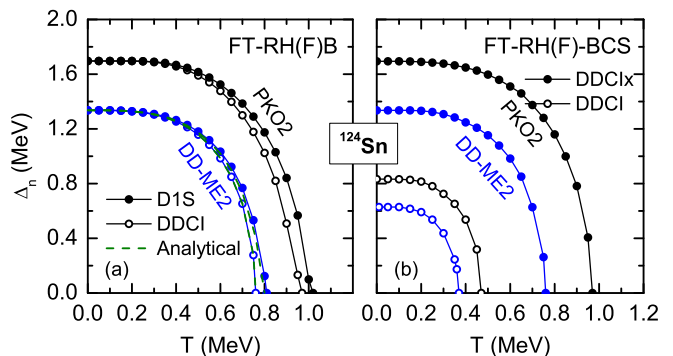 FT-RH(F)B
FT-RH(F)-BCS
2.0
1.6
1.2
0.8
0.4
0.0
Δn (MeV)
PKO2
DD-ME2
D1S
DDCI
Analytical
(a)
124Sn
DDCIx
DDCI
PKO2
DD-ME2
(b)
0.0 0.2 0.4 0.6 0.8 1.0
0.0 0.2 0.4 0.6 0.8 1.0 1.2
T (MeV)
T (MeV)